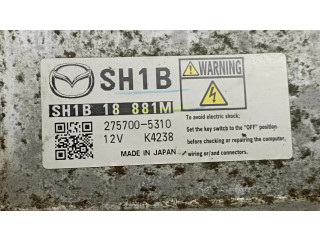 SH1B
WARNING
SH1B 18 881M
275700-5310
12V K4238
MADE IN JAPAN
To avoid electric shock;
Set the key switch to the "OFF" position
before checking or repairing the computer,
wiring or and connectors.